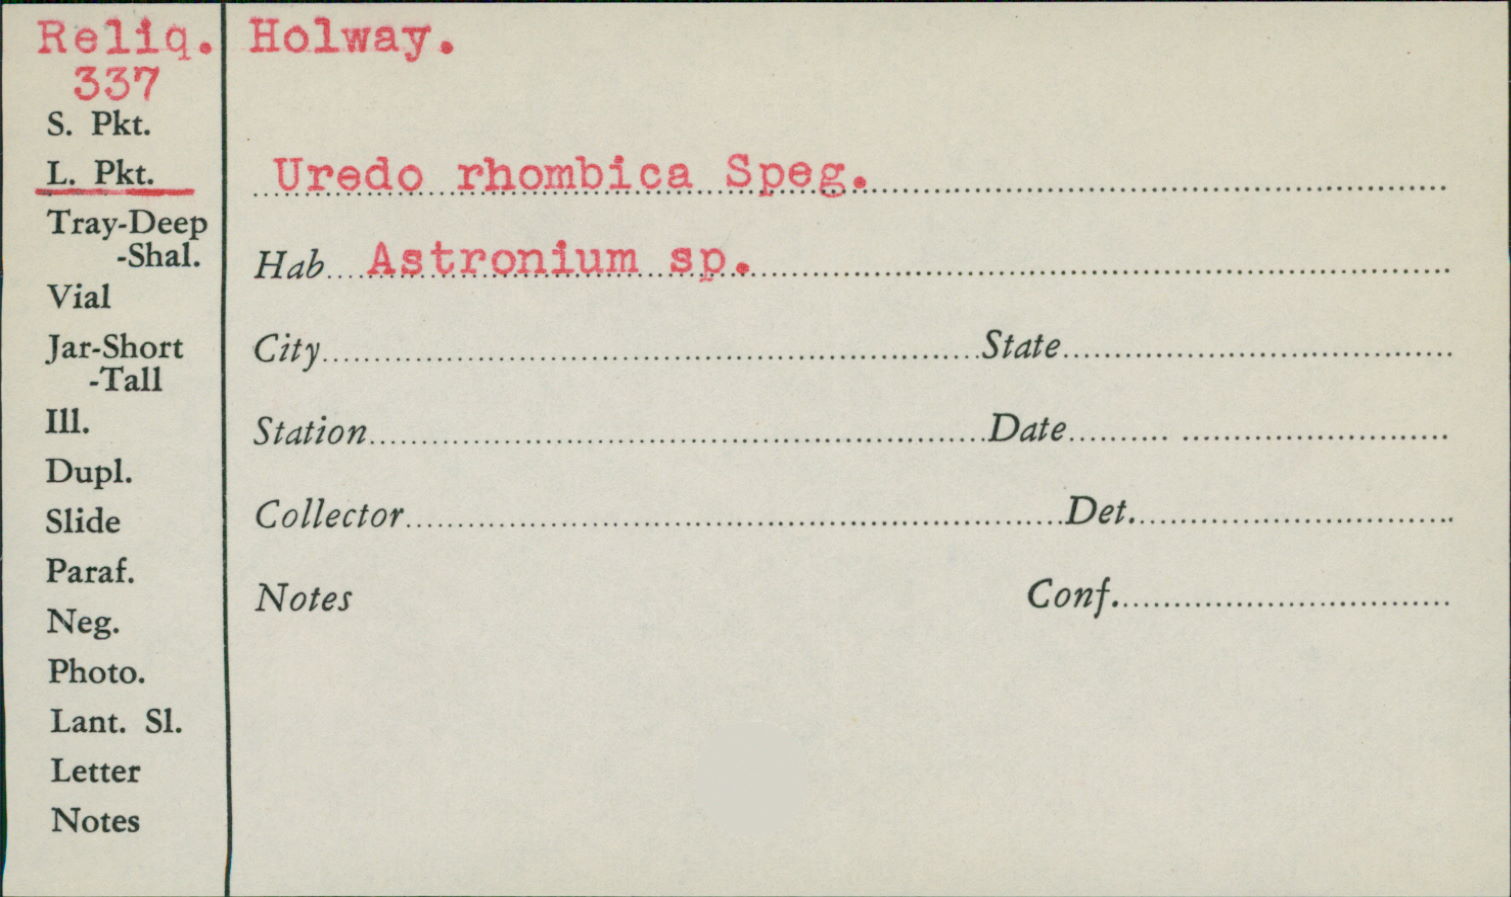 Reliq. Holway.
337
S. Pkt.
L. Pkt.
Uredo rhombica Speg.
Tray-Deep
-Shal.
Hab Astronium sp.
Vial
Jar-Short
-Tall
City State
Ill.
Station Date
Dupl.
Slide
Collector Det.
Paraf.
Neg.
Notes Conf.
Photo.
Lant. Sl.
Letter
Notes